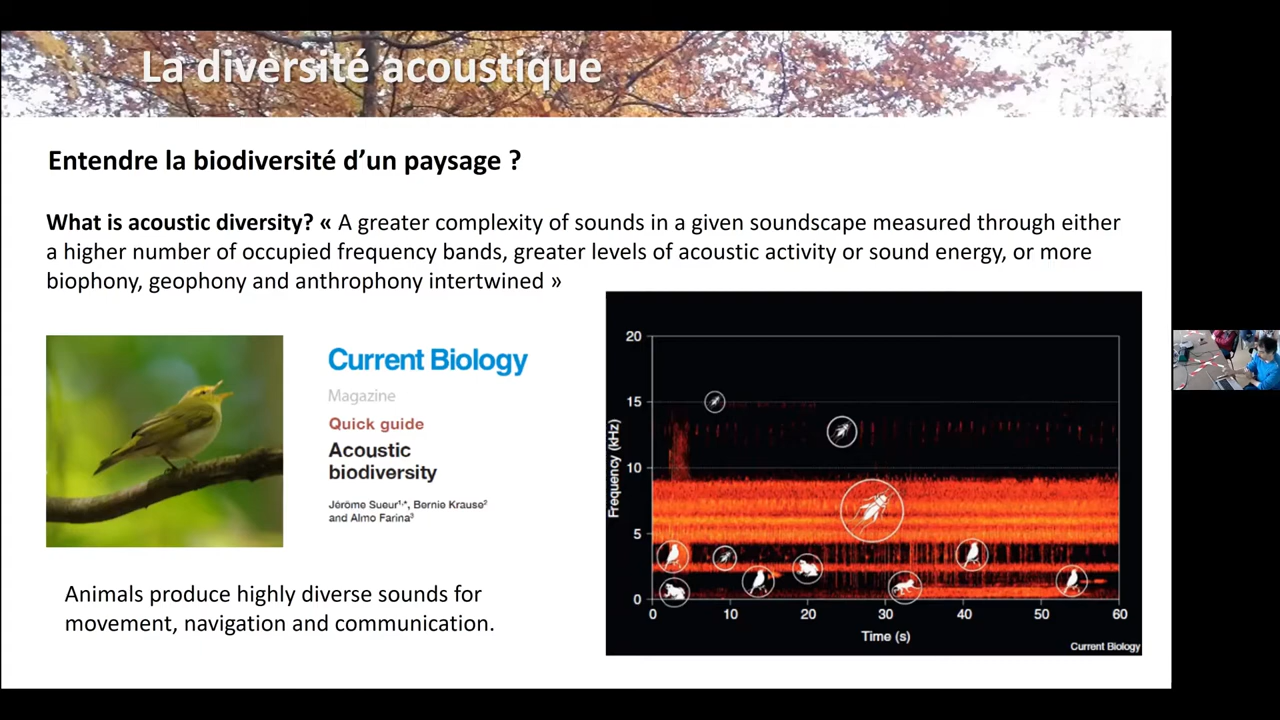 La diversité acoustique
Entendre la biodiversité d’un paysage ?
What is acoustic diversity? « A greater complexity of sounds in a given soundscape measured through either
a higher number of occupied frequency bands, greater levels of acoustic activity or sound energy, or more
biophony, geophony and anthrophony intertwined »
Current Biology
Magazine
Quick guide
Acoustic
biodiversity
Jérôme Sueur¹,*, Bernie Krause²
and Almo Farina³
Animals produce highly diverse sounds for
movement, navigation and communication.
Frequency (kHz)
20
15
10
5
0
0 10 20 30 40 50 60
Time (s)
Current Biology